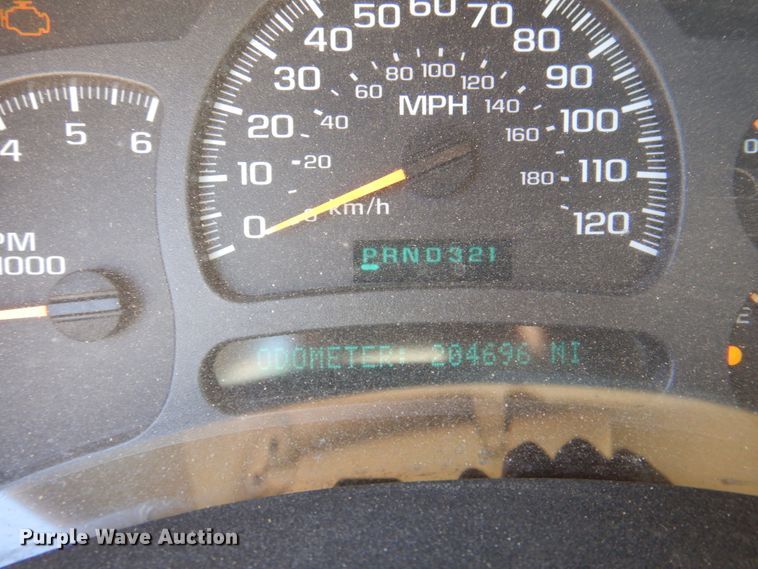 40 50 60 70 80
30 60 80 100 120 90
5 6 MPH 140
4 20 40 160 100
10 20 180 110
0 0 km/h 120
PM
1000
PRND321
E
ODOMETER: 204696 MI
Purple Wave Auction